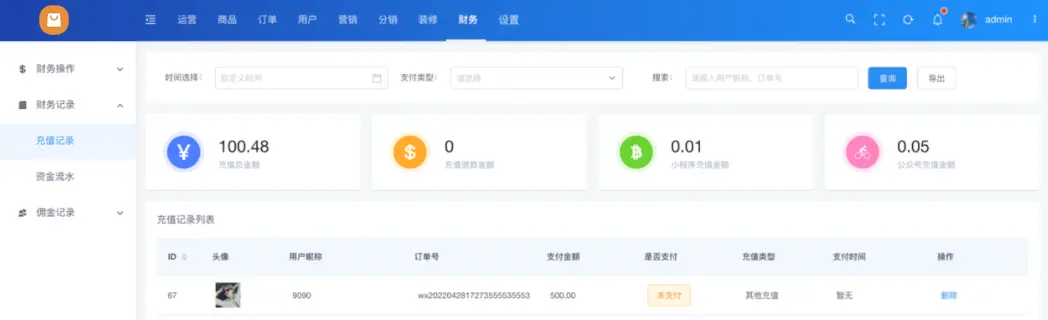 运营 商品 订单 用户 营销 分销 装修 财务 设置 admin
财务操作
财务记录
充值记录
资金流水
佣金记录
时间选择: 自定义时间 支付类型: 请选择 搜索: 请输入用户昵称、订单号 查询 导出
100.48 0 0.01 0.05
充值总金额 充值退款金额 小程序充值金额 公众号充值金额
充值记录列表
ID 头像 用户昵称 订单号 支付金额 是否支付 充值类型 支付时间 操作
67 9090 wx2022042817273555535553 500.00 未支付 其他充值 暂无 删除